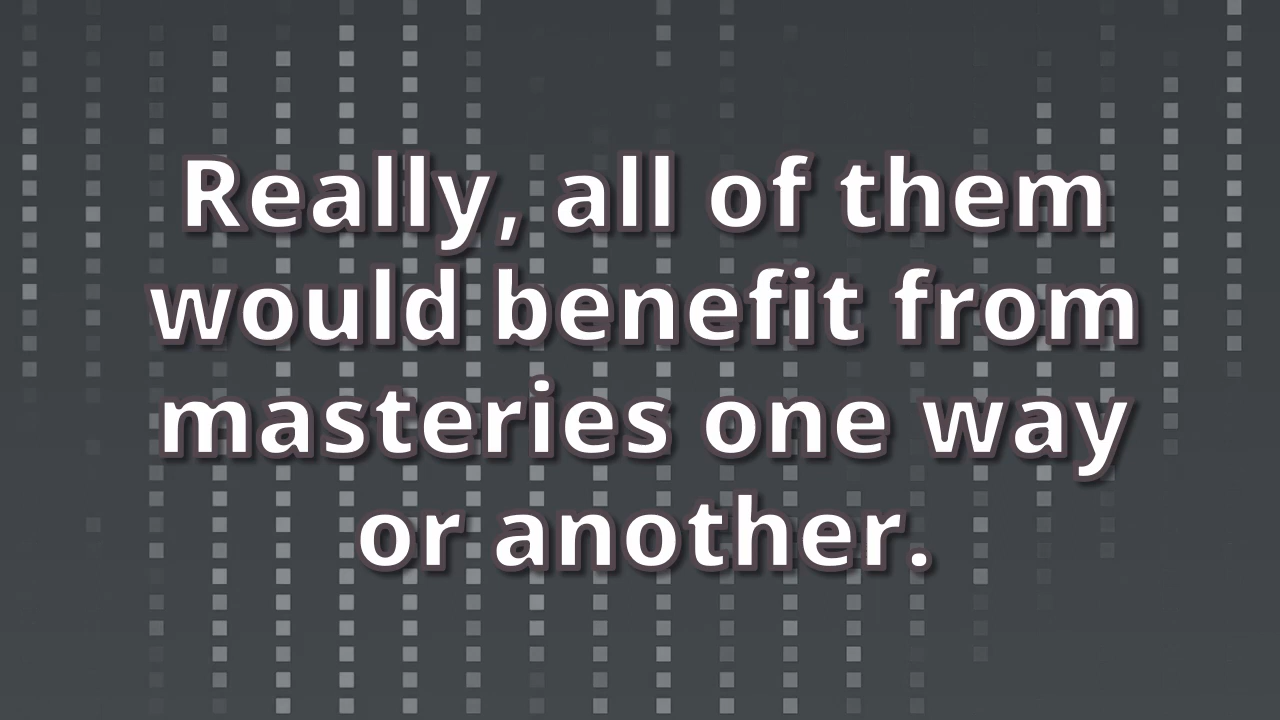 Really, all of them
would benefit from
masteries one way
or another.